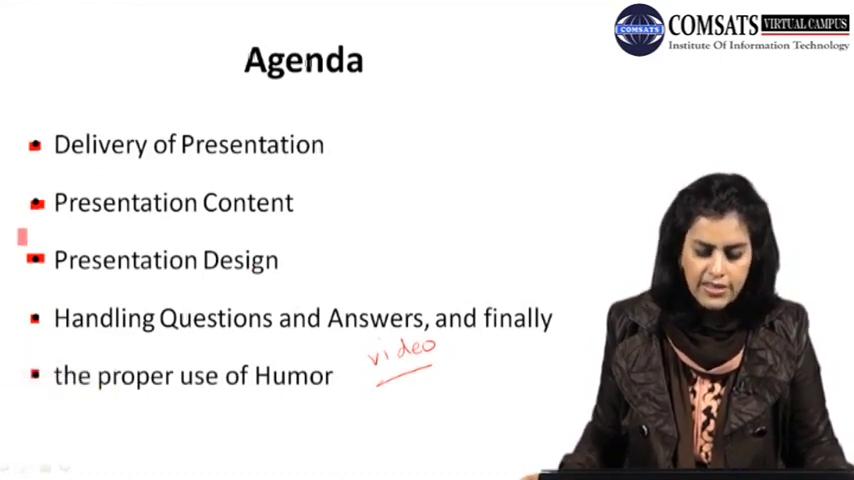 COMSATS
COMSATS VIRTUAL CAMPUS
Institute Of Information Technology
Agenda
• Delivery of Presentation
• Presentation Content
• Presentation Design
• Handling Questions and Answers, and finally
video
• the proper use of Humor